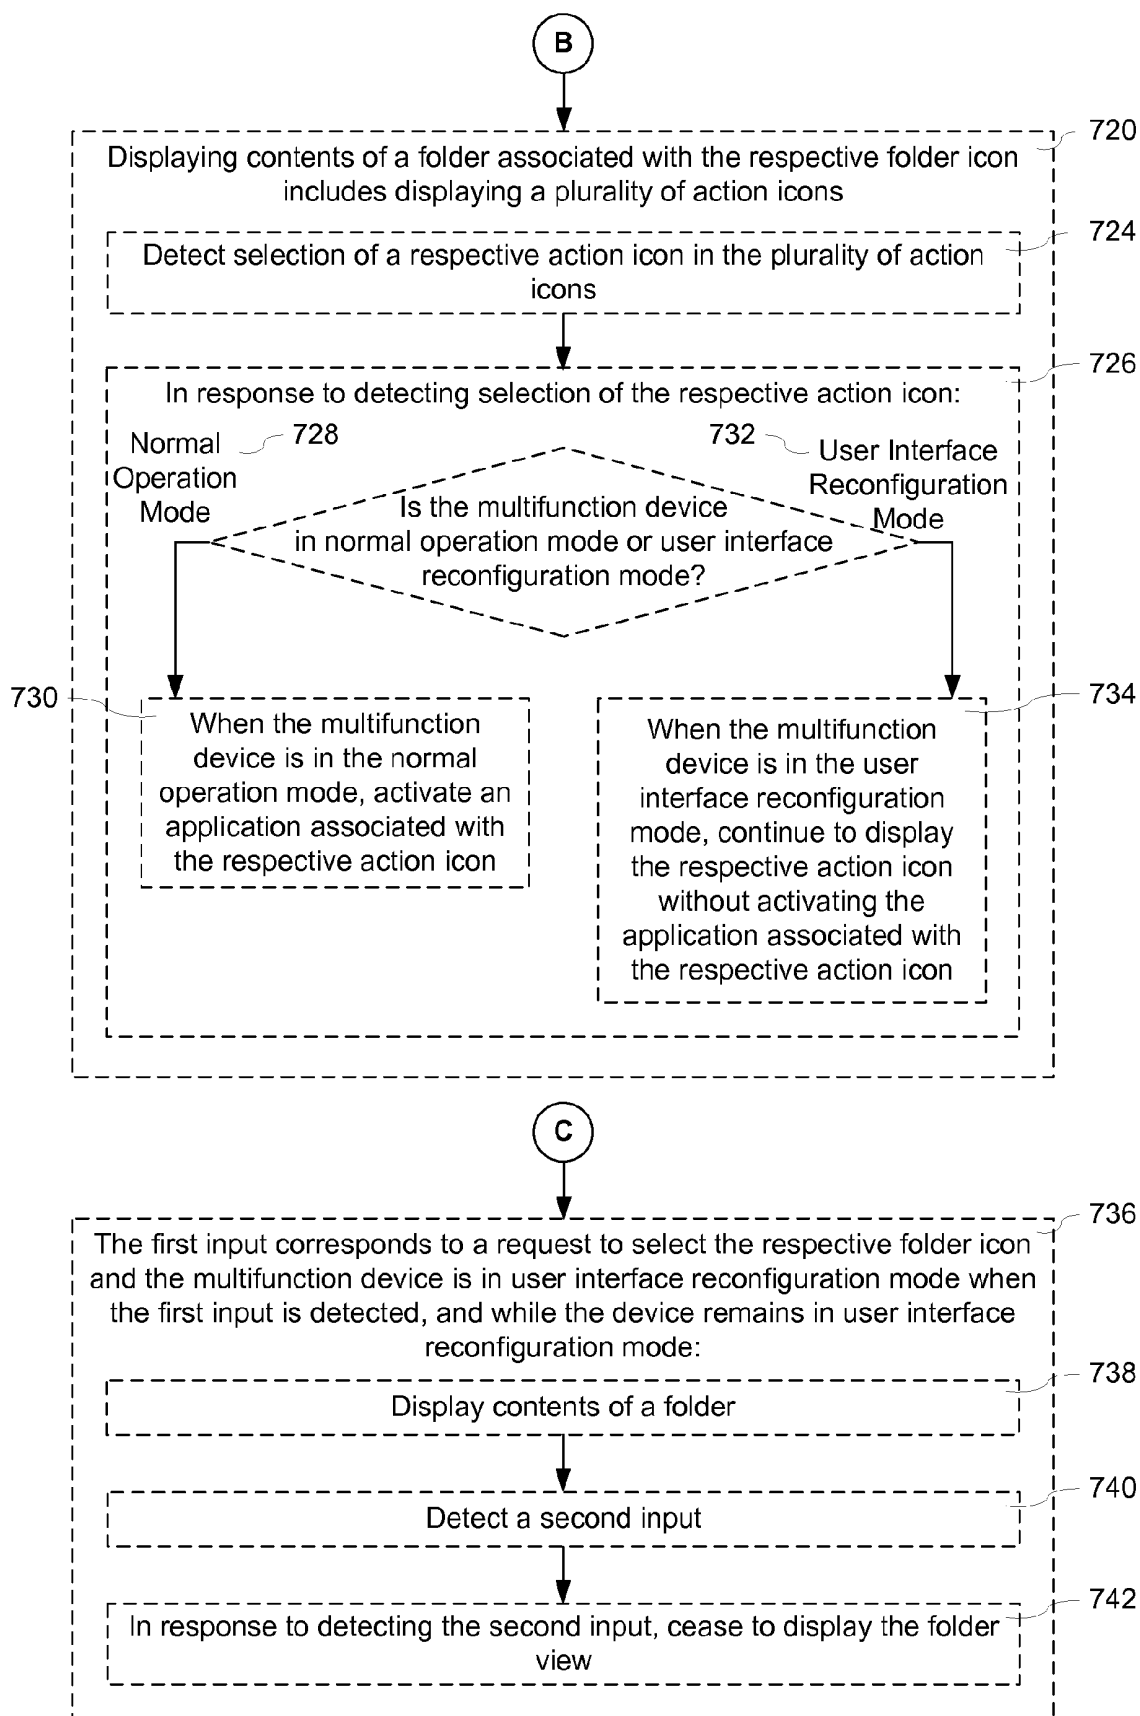 B
720
Displaying contents of a folder associated with the respective folder icon
includes displaying a plurality of action icons
724
Detect selection of a respective action icon in the plurality of action
icons
726
In response to detecting selection of the respective action icon:
Normal
Operation
Mode
728
732
User Interface
Reconfiguration
Mode
Is the multifunction device
in normal operation mode or user interface
reconfiguration mode?
730
When the multifunction
device is in the normal
operation mode, activate an
application associated with
the respective action icon
734
When the multifunction
device is in the user
interface reconfiguration
mode, continue to display
the respective action icon
without activating the
application associated with
the respective action icon
C
736
The first input corresponds to a request to select the respective folder icon
and the multifunction device is in user interface reconfiguration mode when
the first input is detected, and while the device remains in user interface
reconfiguration mode:
738
Display contents of a folder
740
Detect a second input
742
In response to detecting the second input, cease to display the folder
view